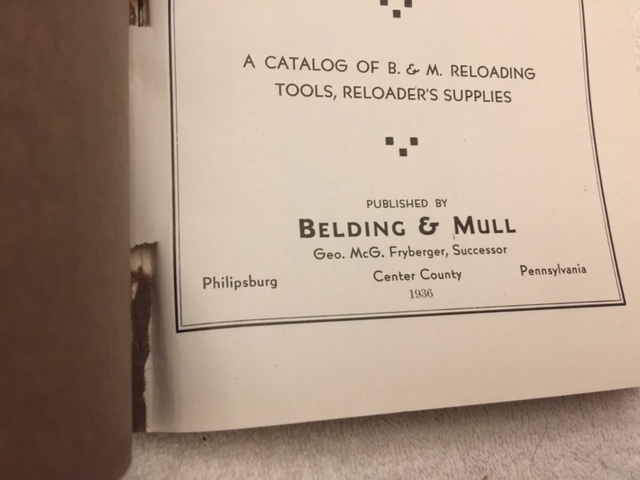 A CATALOG OF B. & M. RELOADING
TOOLS, RELOADER'S SUPPLIES
PUBLISHED BY
BELDING & MULL
Geo. McG. Fryberger, Successor
Philipsburg Center County Pennsylvania
1936